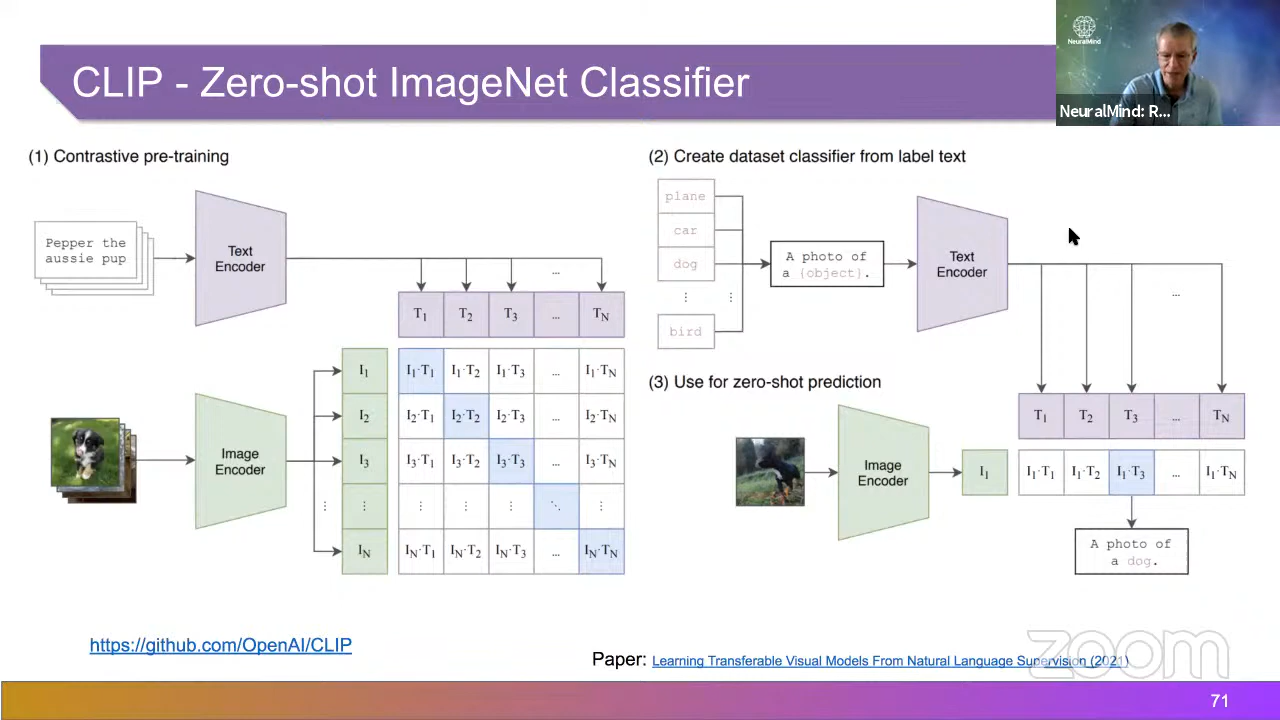 CLIP - Zero-shot ImageNet Classifier
NeuralMind
NeuralMind: R...
(1) Contrastive pre-training
Pepper the
aussie pup
Text
Encoder
...
T1 T2 T3 ... TN
Image
Encoder
I1 I1·T1 I1·T2 I1·T3 ... I1·TN
I2 I2·T1 I2·T2 I2·T3 ... I2·TN
I3 I3·T1 I3·T2 I3·T3 ... I3·TN
⋮ ⋮ ⋮ ⋮ ⋮ ⋱ ⋮
IN IN·T1 IN·T2 IN·T3 ... IN·TN
(2) Create dataset classifier from label text
plane
car
dog
⋮ ⋮
bird
A photo of
a {object}.
Text
Encoder
...
(3) Use for zero-shot prediction
T1 T2 T3 ... TN
Image
Encoder
I1 I1·T1 I1·T2 I1·T3 ... I1·TN
A photo of
a dog.
https://github.com/OpenAI/CLIP
Paper: Learning Transferable Visual Models From Natural Language Supervision (2021)
zoom
71